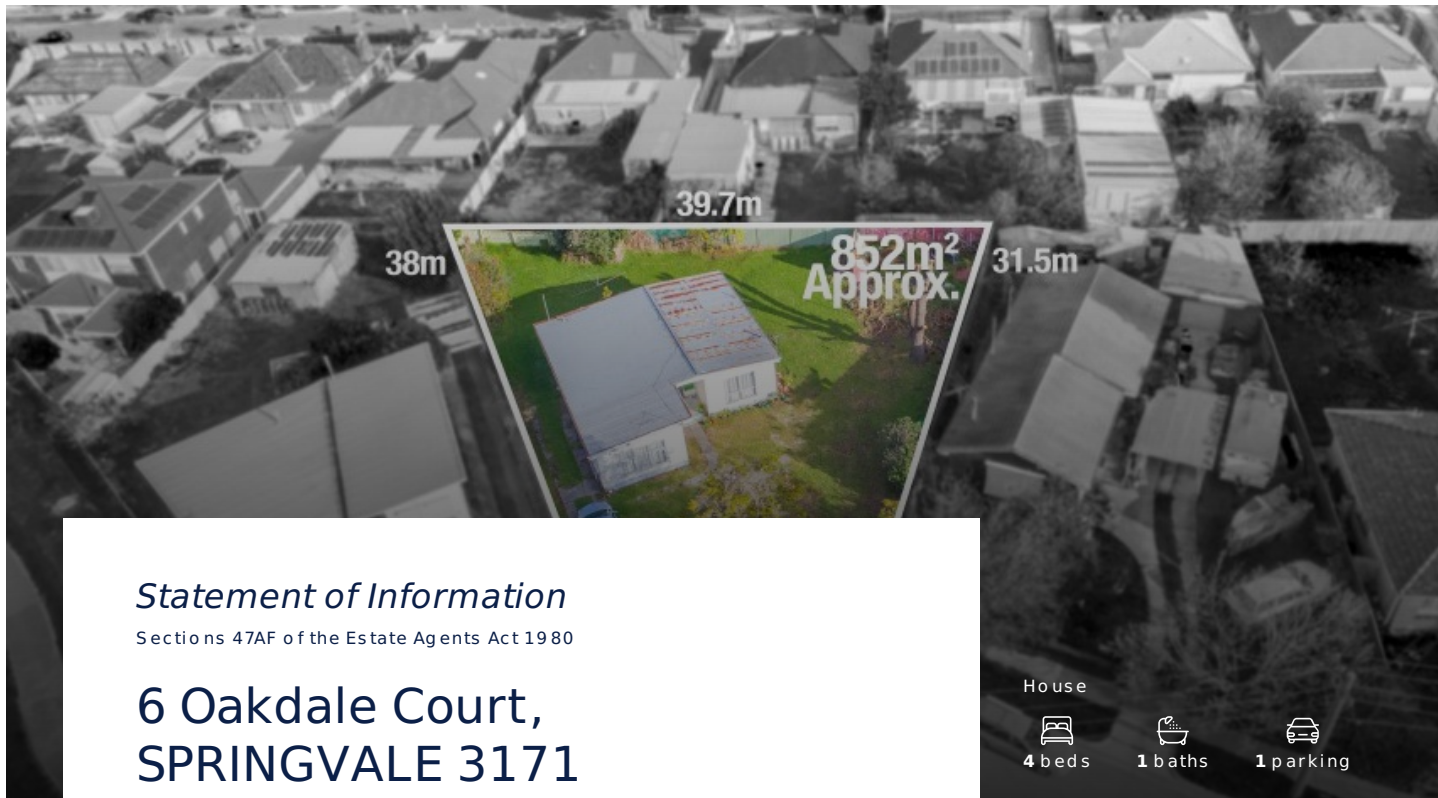 39.7m
38m
852m²
Approx.
31.5m
Statement of Information
Sections 47AF of the Estate Agents Act 1980
6 Oakdale Court,
SPRINGVALE 3171
House
4 beds 1 baths 1 parking